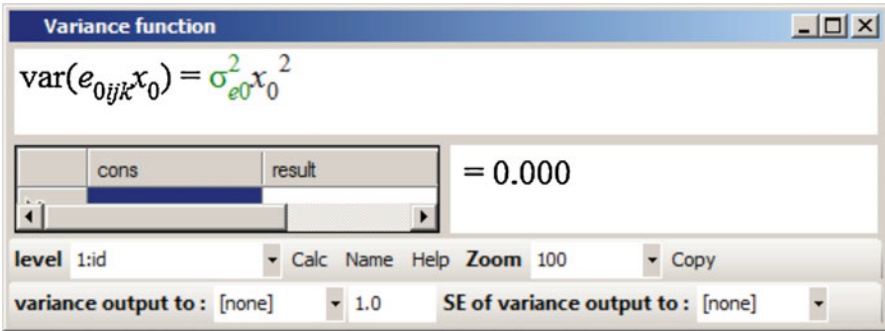 Variance function
var(e₀ᵢⱼₖx₀) = σ²ₑ₀x₀²
cons result
= 0.000
level 1:id Calc Name Help Zoom 100 Copy
variance output to : [none] 1.0 SE of variance output to : [none]